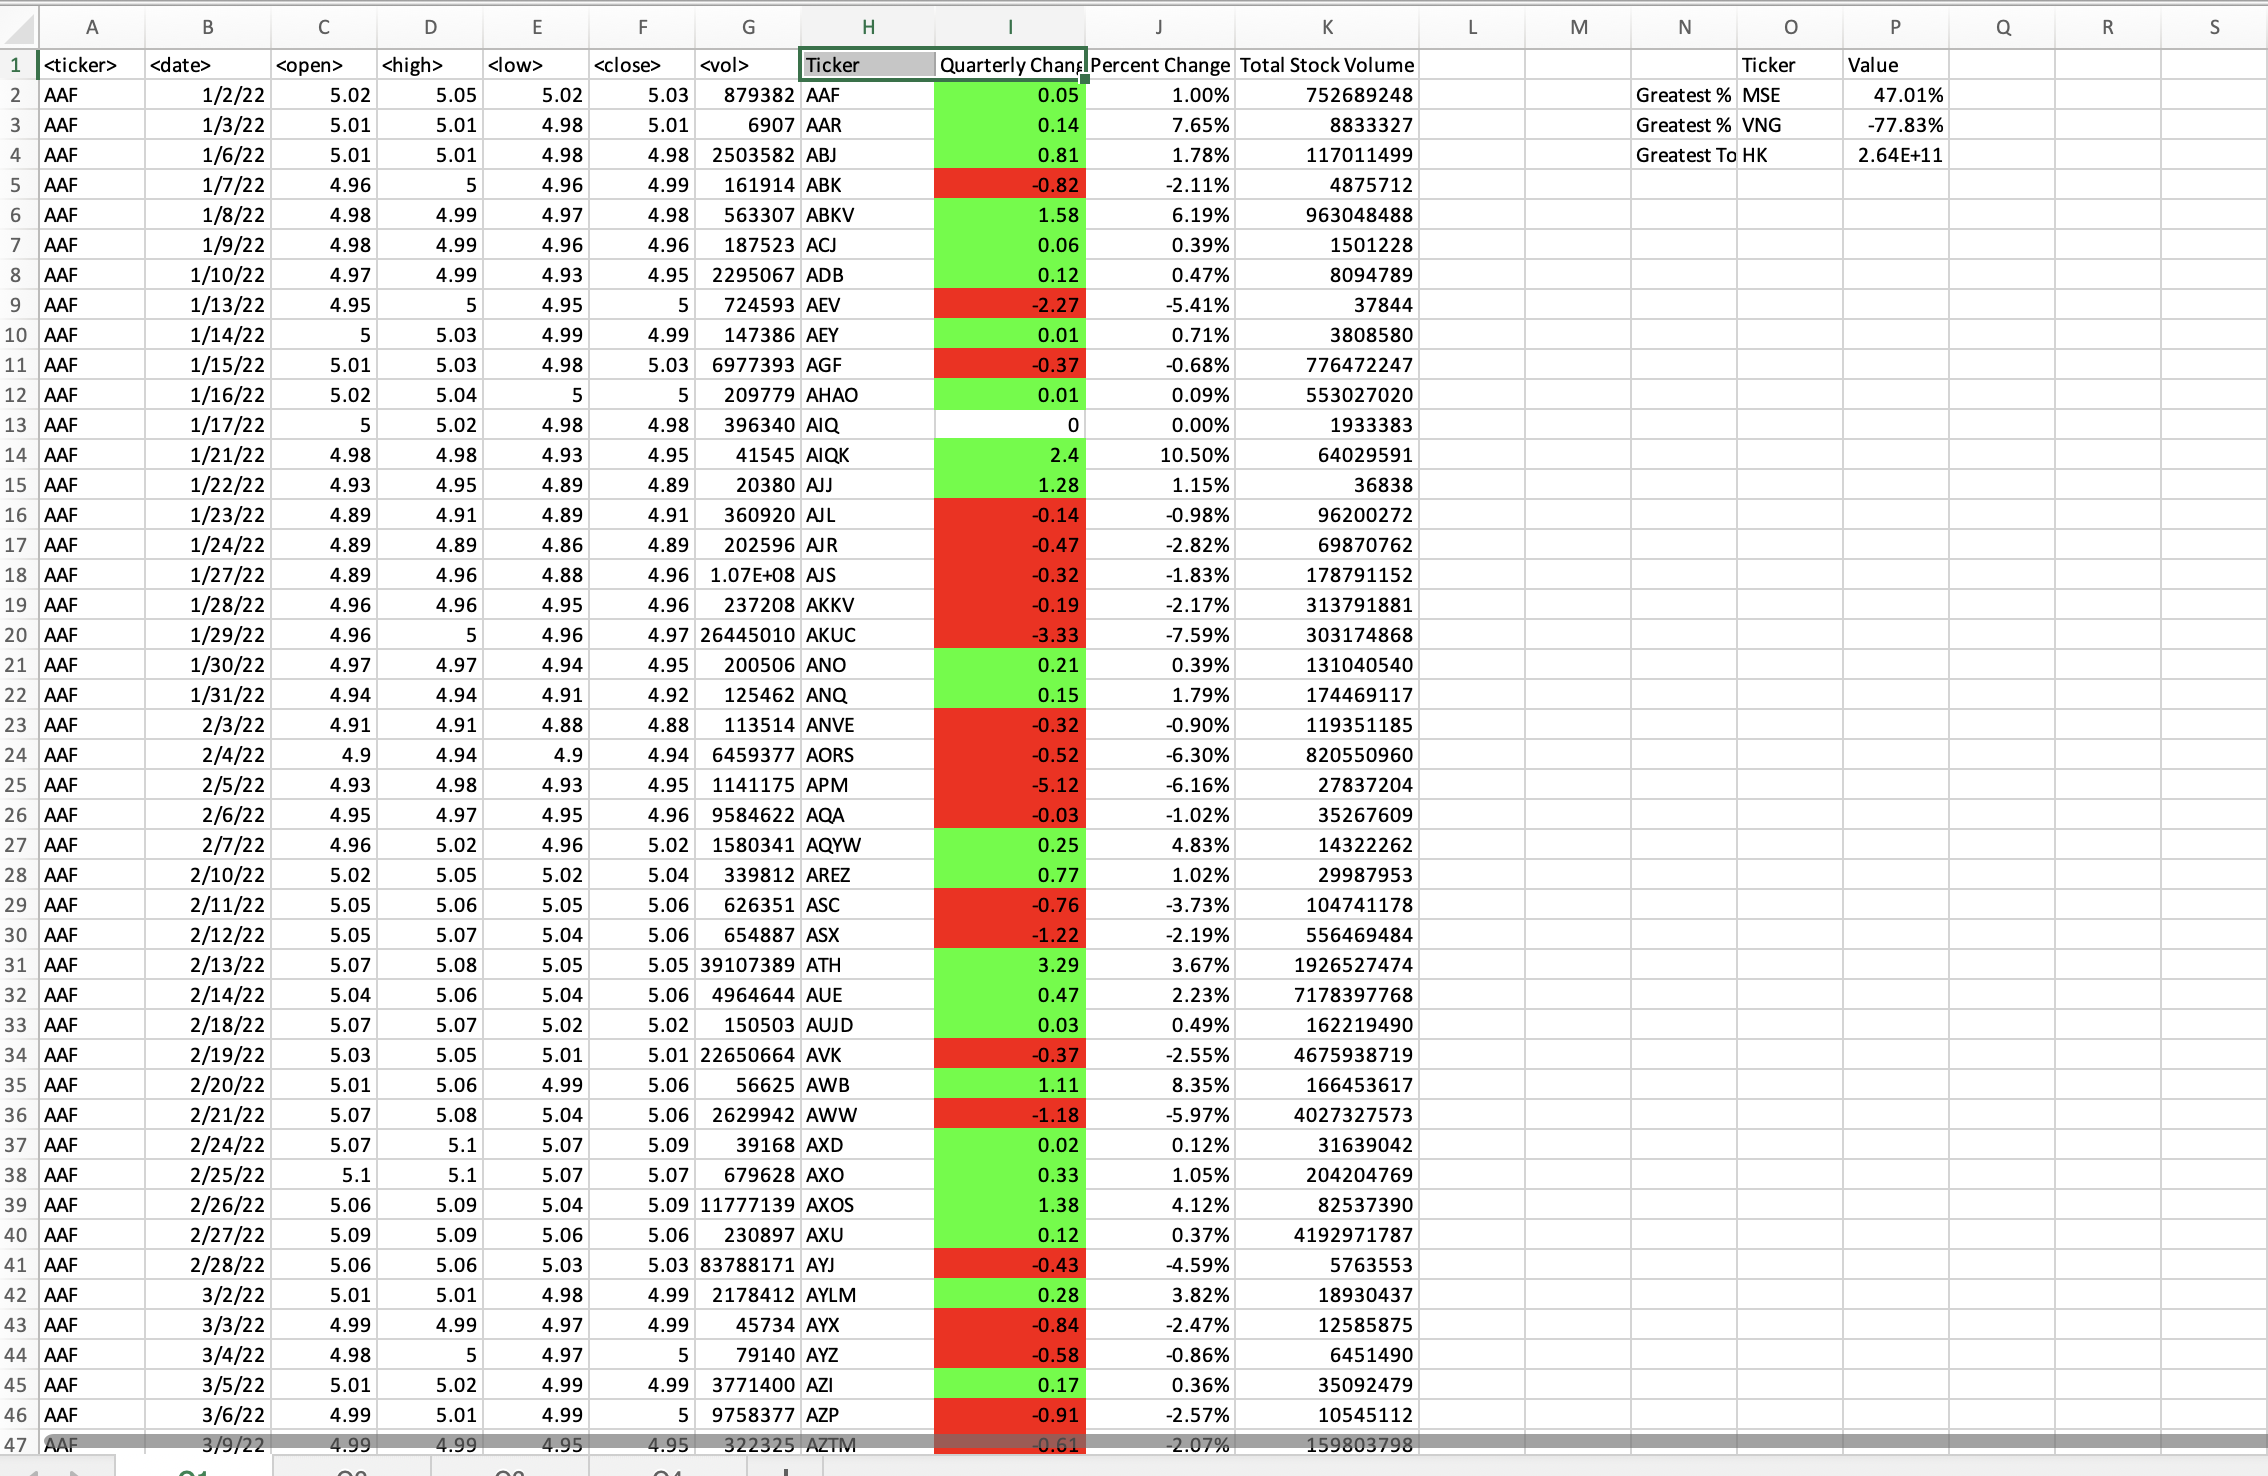 A B C D E F G H I J K L M N O P Q R S
1 <ticker> <date> <open> <high> <low> <close> <vol> Ticker Quarterly Chang Percent Change Total Stock Volume Ticker Value
2 AAF 1/2/22 5.02 5.05 5.02 5.03 879382 AAF 0.05 1.00% 752689248 Greatest % MSE 47.01%
3 AAF 1/3/22 5.01 5.01 4.98 5.01 6907 AAR 0.14 7.65% 8833327 Greatest % VNG -77.83%
4 AAF 1/6/22 5.01 5.01 4.98 4.98 2503582 ABJ 0.81 1.78% 117011499 Greatest To HK 2.64E+11
5 AAF 1/7/22 4.96 5 4.96 4.99 161914 ABK -0.82 -2.11% 4875712
6 AAF 1/8/22 4.98 4.99 4.97 4.98 563307 ABKV 1.58 6.19% 963048488
7 AAF 1/9/22 4.98 4.99 4.96 4.96 187523 ACJ 0.06 0.39% 1501228
8 AAF 1/10/22 4.97 4.99 4.93 4.95 2295067 ADB 0.12 0.47% 8094789
9 AAF 1/13/22 4.95 5 4.95 5 724593 AEV -2.27 -5.41% 37844
10 AAF 1/14/22 5 5.03 4.99 4.99 147386 AEY 0.01 0.71% 3808580
11 AAF 1/15/22 5.01 5.03 4.98 5.03 6977393 AGF -0.37 -0.68% 776472247
12 AAF 1/16/22 5.02 5.04 5 5 209779 AHAO 0.01 0.09% 553027020
13 AAF 1/17/22 5 5.02 4.98 4.98 396340 AIQ 0 0.00% 1933383
14 AAF 1/21/22 4.98 4.98 4.93 4.95 41545 AIQK 2.4 10.50% 64029591
15 AAF 1/22/22 4.93 4.95 4.89 4.89 20380 AJJ 1.28 1.15% 36838
16 AAF 1/23/22 4.89 4.91 4.89 4.91 360920 AJL -0.14 -0.98% 96200272
17 AAF 1/24/22 4.89 4.89 4.86 4.89 202596 AJR -0.47 -2.82% 69870762
18 AAF 1/27/22 4.89 4.96 4.88 4.96 1.07E+08 AJS -0.32 -1.83% 178791152
19 AAF 1/28/22 4.96 4.96 4.95 4.96 237208 AKKV -0.19 -2.17% 313791881
20 AAF 1/29/22 4.96 5 4.96 4.97 26445010 AKUC -3.33 -7.59% 303174868
21 AAF 1/30/22 4.97 4.97 4.94 4.95 200506 ANO 0.21 0.39% 131040540
22 AAF 1/31/22 4.94 4.94 4.91 4.92 125462 ANQ 0.15 1.79% 174469117
23 AAF 2/3/22 4.91 4.91 4.88 4.88 113514 ANVE -0.32 -0.90% 119351185
24 AAF 2/4/22 4.9 4.94 4.9 4.94 6459377 AORS -0.52 -6.30% 820550960
25 AAF 2/5/22 4.93 4.98 4.93 4.95 1141175 APM -5.12 -6.16% 27837204
26 AAF 2/6/22 4.95 4.97 4.95 4.96 9584622 AQA -0.03 -1.02% 35267609
27 AAF 2/7/22 4.96 5.02 4.96 5.02 1580341 AQYW 0.25 4.83% 14322262
28 AAF 2/10/22 5.02 5.05 5.02 5.04 339812 AREZ 0.77 1.02% 29987953
29 AAF 2/11/22 5.05 5.06 5.05 5.06 626351 ASC -0.76 -3.73% 104741178
30 AAF 2/12/22 5.05 5.07 5.04 5.06 654887 ASX -1.22 -2.19% 556469484
31 AAF 2/13/22 5.07 5.08 5.05 5.05 39107389 ATH 3.29 3.67% 1926527474
32 AAF 2/14/22 5.04 5.06 5.04 5.06 4964644 AUE 0.47 2.23% 7178397768
33 AAF 2/18/22 5.07 5.07 5.02 5.02 150503 AUJD 0.03 0.49% 162219490
34 AAF 2/19/22 5.03 5.05 5.01 5.01 22650664 AVK -0.37 -2.55% 4675938719
35 AAF 2/20/22 5.01 5.06 4.99 5.06 56625 AWB 1.11 8.35% 166453617
36 AAF 2/21/22 5.07 5.08 5.04 5.06 2629942 AWW -1.18 -5.97% 4027327573
37 AAF 2/24/22 5.07 5.1 5.07 5.09 39168 AXD 0.02 0.12% 31639042
38 AAF 2/25/22 5.1 5.1 5.07 5.07 679628 AXO 0.33 1.05% 204204769
39 AAF 2/26/22 5.06 5.09 5.04 5.09 11777139 AXOS 1.38 4.12% 82537390
40 AAF 2/27/22 5.09 5.09 5.06 5.06 230897 AXU 0.12 0.37% 4192971787
41 AAF 2/28/22 5.06 5.06 5.03 5.03 83788171 AYJ -0.43 -4.59% 5763553
42 AAF 3/2/22 5.01 5.01 4.98 4.99 2178412 AYLM 0.28 3.82% 18930437
43 AAF 3/3/22 4.99 4.99 4.97 4.99 45734 AYX -0.84 -2.47% 12585875
44 AAF 3/4/22 4.98 5 4.97 5 79140 AYZ -0.58 -0.86% 6451490
45 AAF 3/5/22 5.01 5.02 4.99 4.99 3771400 AZI 0.17 0.36% 35092479
46 AAF 3/6/22 4.99 5.01 4.99 5 9758377 AZP -0.91 -2.57% 10545112
47 AAF 3/9/22 4.99 4.99 4.95 4.95 322325 AZTM -0.61 -2.07% 159803798